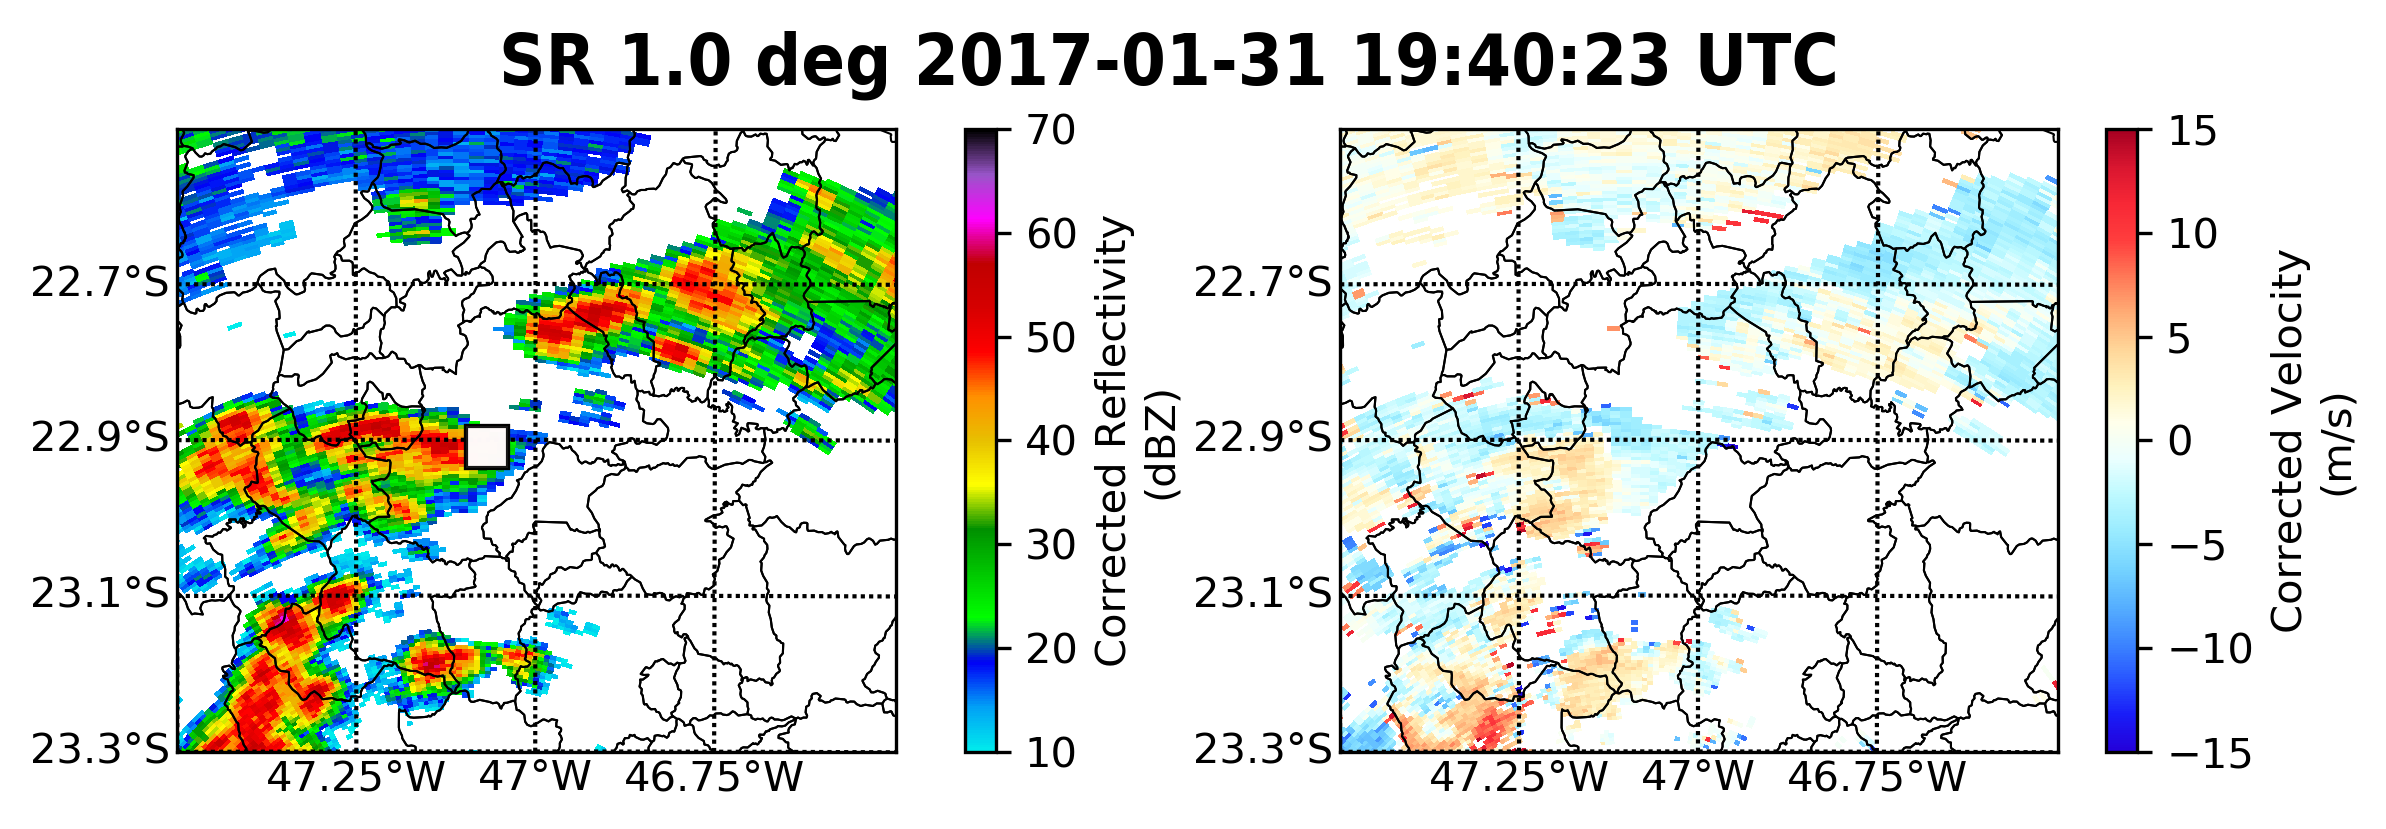 SR 1.0 deg 2017-01-31 19:40:23 UTC
22.7°S
22.9°S
23.1°S
23.3°S
47.25°W
47°W
46.75°W
70
60
50
40
30
20
10
Corrected Reflectivity
(dBZ)
22.7°S
22.9°S
23.1°S
23.3°S
47.25°W
47°W
46.75°W
15
10
5
0
−5
−10
−15
Corrected Velocity
(m/s)